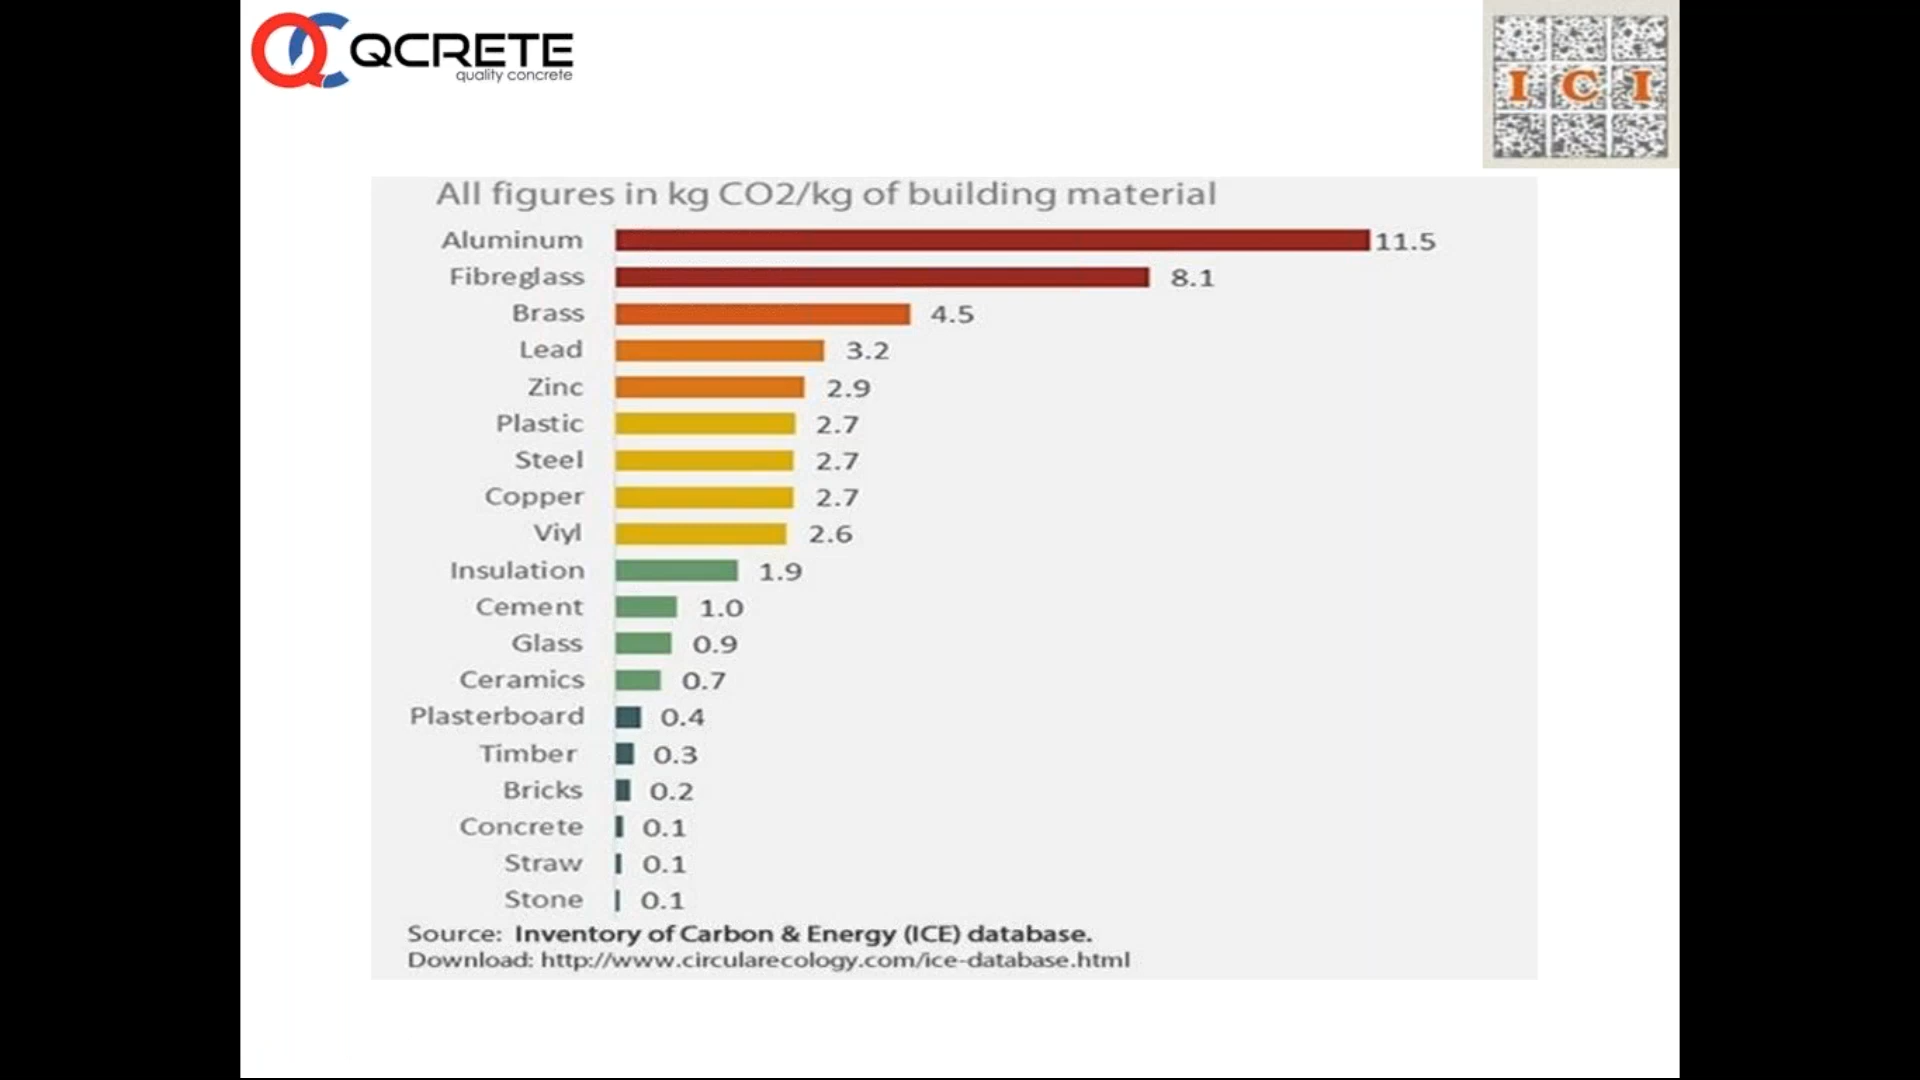 QCRETE
quality concrete
I C I
All figures in kg CO2/kg of building material
Aluminum 11.5
Fibreglass 8.1
Brass 4.5
Lead 3.2
Zinc 2.9
Plastic 2.7
Steel 2.7
Copper 2.7
Viyl 2.6
Insulation 1.9
Cement 1.0
Glass 0.9
Ceramics 0.7
Plasterboard 0.4
Timber 0.3
Bricks 0.2
Concrete 0.1
Straw 0.1
Stone 0.1
Source: Inventory of Carbon & Energy (ICE) database.
Download: http://www.circularecology.com/ice-database.html